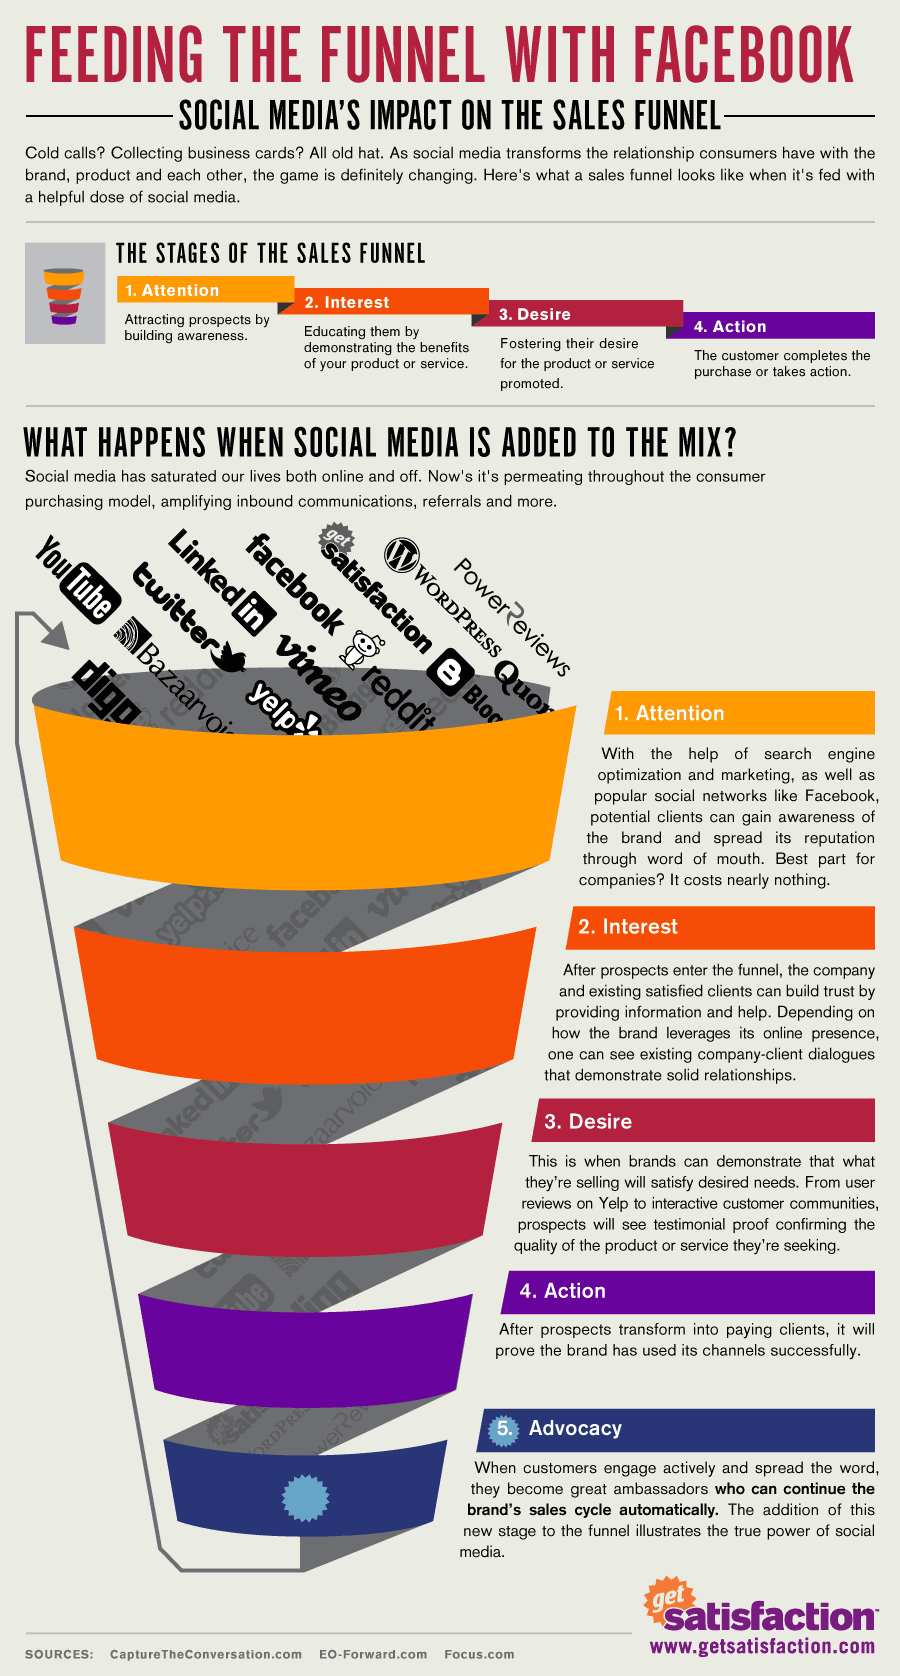 FEEDING THE FUNNEL WITH FACEBOOK
SOCIAL MEDIA'S IMPACT ON THE SALES FUNNEL
Cold calls? Collecting business cards? All old hat. As social media transforms the relationship consumers have with the
brand, product and each other, the game is definitely changing. Here's what a sales funnel looks like when it's fed with
a helpful dose of social media.
THE STAGES OF THE SALES FUNNEL
1. Attention
Attracting prospects by
building awareness.
2. Interest
Educating them by
demonstrating the benefits
of your product or service.
3. Desire
Fostering their desire
for the product or service
promoted.
4. Action
The customer completes the
purchase or takes action.
WHAT HAPPENS WHEN SOCIAL MEDIA IS ADDED TO THE MIX?
Social media has saturated our lives both online and off. Now's it's permeating throughout the consumer
purchasing model, amplifying inbound communications, referrals and more.
YouTube
twitter
Linked in
facebook
get satisfaction
WORDPRESS
PowerReviews
digg
Bazaarvoic
yelp
vimeo
reddit
Blog
Quor
1. Attention
With the help of search engine
optimization and marketing, as well as
popular social networks like Facebook,
potential clients can gain awareness of
the brand and spread its reputation
through word of mouth. Best part for
companies? It costs nearly nothing.
2. Interest
After prospects enter the funnel, the company
and existing satisfied clients can build trust by
providing information and help. Depending on
how the brand leverages its online presence,
one can see existing company-client dialogues
that demonstrate solid relationships.
3. Desire
This is when brands can demonstrate that what
they're selling will satisfy desired needs. From user
reviews on Yelp to interactive customer communities,
prospects will see testimonial proof confirming the
quality of the product or service they're seeking.
4. Action
After prospects transform into paying clients, it will
prove the brand has used its channels successfully.
5. Advocacy
When customers engage actively and spread the word,
they become great ambassadors who can continue the
brand's sales cycle automatically. The addition of this
new stage to the funnel illustrates the true power of social
media.
get satisfaction™
www.getsatisfaction.com
SOURCES: CaptureTheConversation.com EO-Forward.com Focus.com